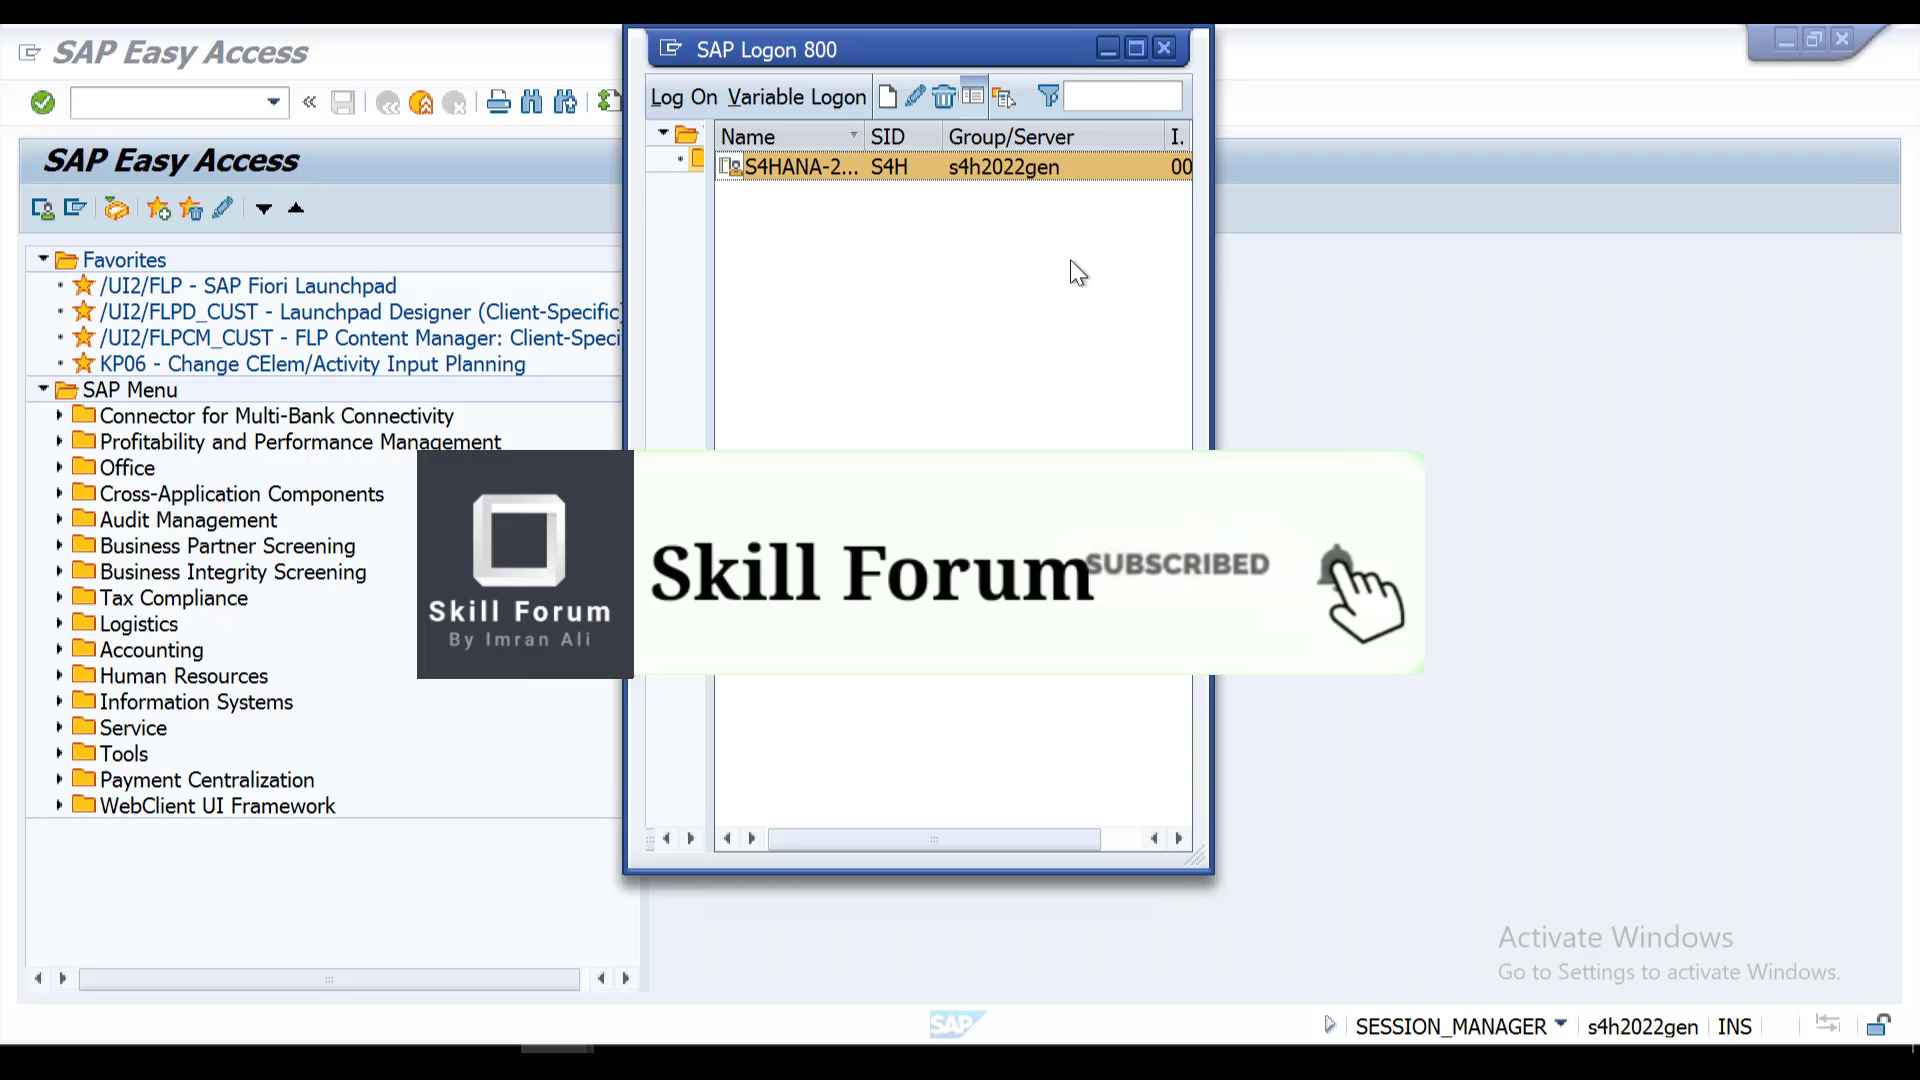 SAP Easy Access
SAP Logon 800
Log On Variable Logon
SAP Easy Access
Name SID Group/Server I.
S4HANA-2... S4H s4h2022gen 00
Favorites
/UI2/FLP - SAP Fiori Launchpad
/UI2/FLPD_CUST - Launchpad Designer (Client-Specific)
/UI2/FLPCM_CUST - FLP Content Manager: Client-Speci
KP06 - Change CElem/Activity Input Planning
SAP Menu
Connector for Multi-Bank Connectivity
Profitability and Performance Management
Office
Cross-Application Components
Audit Management
Business Partner Screening
Business Integrity Screening
Tax Compliance
Logistics
Accounting
Human Resources
Information Systems
Service
Tools
Payment Centralization
WebClient UI Framework
Skill Forum
By Imran Ali
Skill Forum
SUBSCRIBED
Activate Windows
Go to Settings to activate Windows.
SAP
SESSION_MANAGER s4h2022gen INS